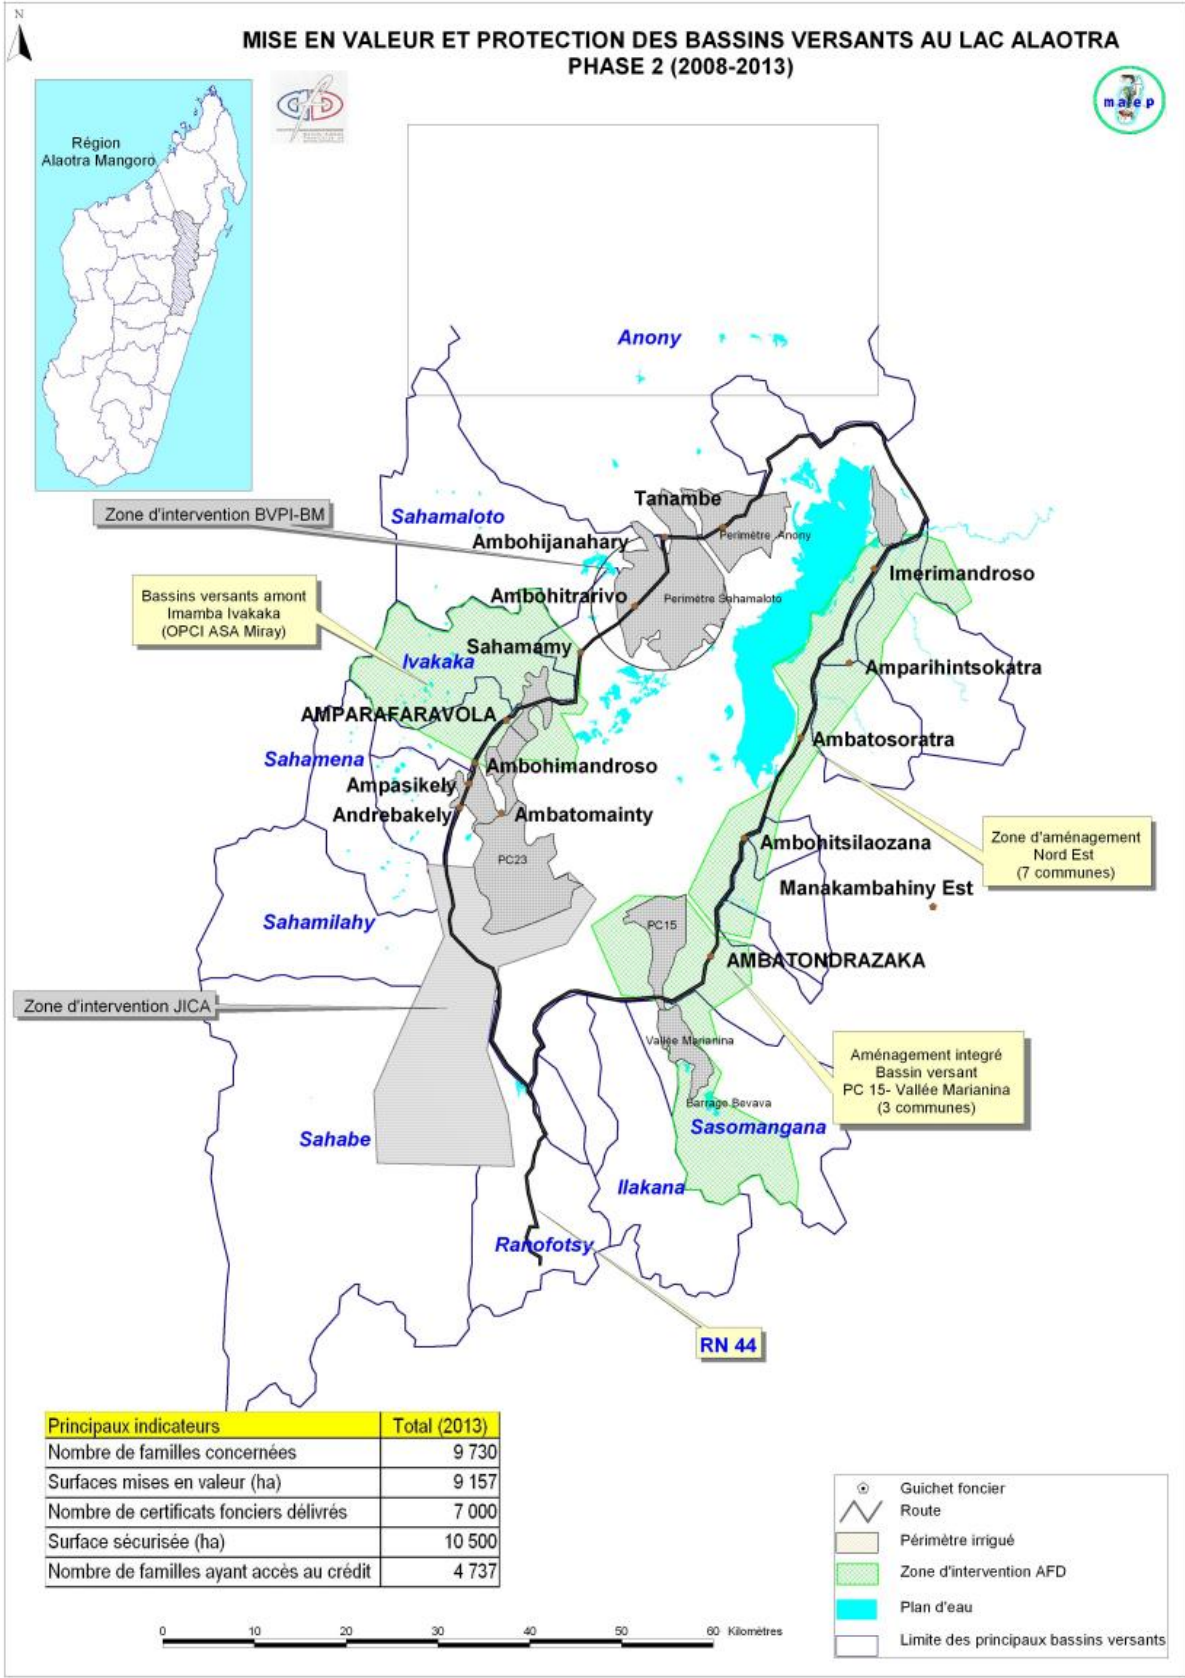 N
MISE EN VALEUR ET PROTECTION DES BASSINS VERSANTS AU LAC ALAOTRA
PHASE 2 (2008-2013)
maep
Région
Alaotra Mangoro
Anony
Zone d'intervention BVPI-BM
Sahamaloto
Tanambe
Ambohijanahary
Perimètre Anony
Imerimandroso
Bassins versants amont
Imamba Ivakaka
(OPCI ASA Miray)
Ambohitrarivo
Perimètre Sahamaloto
Sahamamy
Ivakaka
Amparihintsokatra
AMPARAFARAVOLA
Ambatosoratra
Sahamena
Ambohimandroso
Ampasikely
Andrebakely
Ambatomainty
Ambohitsilaozana
Zone d'aménagement
Nord Est
(7 communes)
PC23
Manakambahiny Est
Sahamilahy
PC15
AMBATONDRAZAKA
Zone d'intervention JICA
Vallée Marianina
Aménagement integré
Bassin versant
PC 15- Vallée Marianina
(3 communes)
Barrage Bevava
Sasomangana
Sahabe
Ilakana
Ranofotsy
RN 44
Principaux indicateurs Total (2013)
Nombre de familles concernées 9 730
Surfaces mises en valeur (ha) 9 157
Nombre de certificats fonciers délivrés 7 000
Surface sécurisée (ha) 10 500
Nombre de familles ayant accès au crédit 4 737
Guichet foncier
Route
Périmètre irrigué
Zone d'intervention AFD
Plan d'eau
Limite des principaux bassins versants
0 10 20 30 40 50 60 Kilomètres